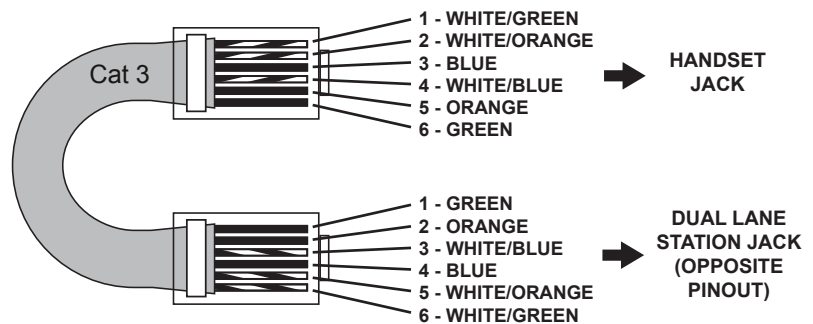 Cat 3
1 - WHITE/GREEN
2 - WHITE/ORANGE
3 - BLUE
4 - WHITE/BLUE
5 - ORANGE
6 - GREEN
HANDSET
JACK
1 - GREEN
2 - ORANGE
3 - WHITE/BLUE
4 - BLUE
5 - WHITE/ORANGE
6 - WHITE/GREEN
DUAL LANE
STATION JACK
(OPPOSITE
PINOUT)